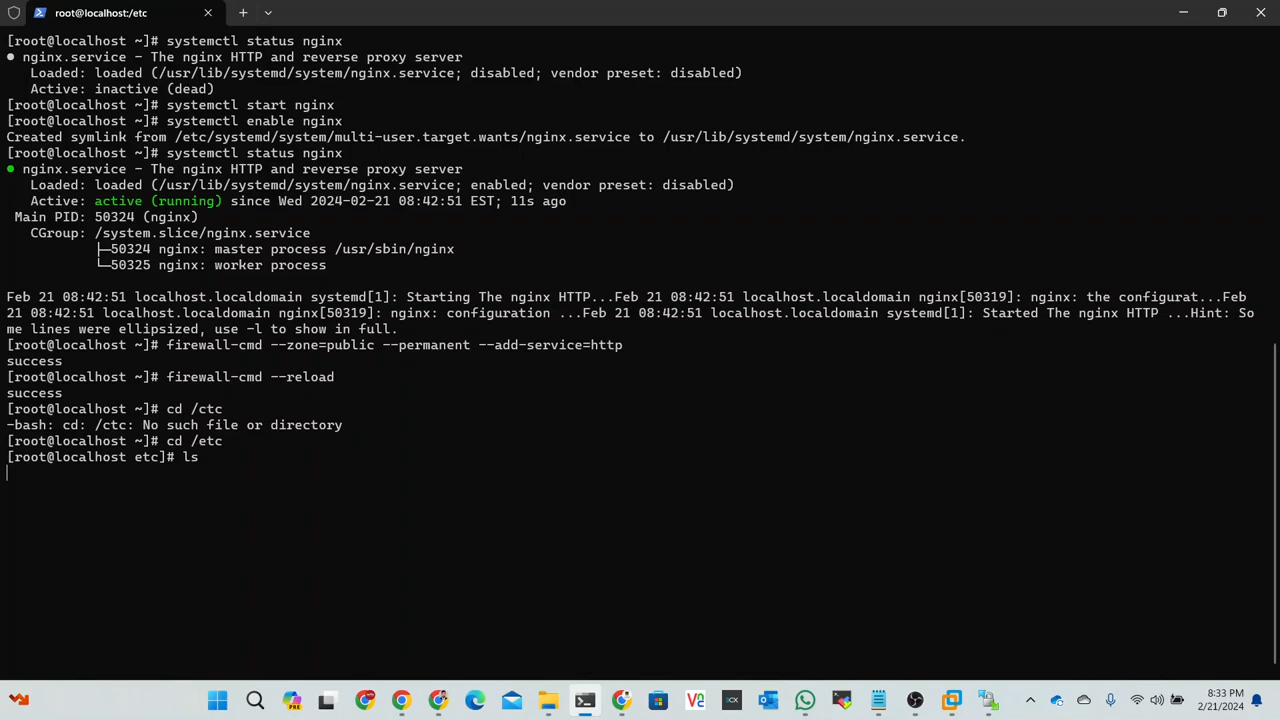 root@localhost:/etc
[root@localhost ~]# systemctl status nginx
● nginx.service - The nginx HTTP and reverse proxy server
Loaded: loaded (/usr/lib/systemd/system/nginx.service; disabled; vendor preset: disabled)
Active: inactive (dead)
[root@localhost ~]# systemctl start nginx
[root@localhost ~]# systemctl enable nginx
Created symlink from /etc/systemd/system/multi-user.target.wants/nginx.service to /usr/lib/systemd/system/nginx.service.
[root@localhost ~]# systemctl status nginx
● nginx.service - The nginx HTTP and reverse proxy server
Loaded: loaded (/usr/lib/systemd/system/nginx.service; enabled; vendor preset: disabled)
Active: active (running) since Wed 2024-02-21 08:42:51 EST; 11s ago
Main PID: 50324 (nginx)
CGroup: /system.slice/nginx.service
├─50324 nginx: master process /usr/sbin/nginx
└─50325 nginx: worker process
Feb 21 08:42:51 localhost.localdomain systemd[1]: Starting The nginx HTTP...Feb 21 08:42:51 localhost.localdomain nginx[50319]: nginx: the configurat...Feb
21 08:42:51 localhost.localdomain nginx[50319]: nginx: configuration ...Feb 21 08:42:51 localhost.localdomain systemd[1]: Started The nginx HTTP ...Hint: So
me lines were ellipsized, use -l to show in full.
[root@localhost ~]# firewall-cmd --zone=public --permanent --add-service=http
success
[root@localhost ~]# firewall-cmd --reload
success
[root@localhost ~]# cd /ctc
-bash: cd: /ctc: No such file or directory
[root@localhost ~]# cd /etc
[root@localhost etc]# ls
8:33 PM
2/21/2024